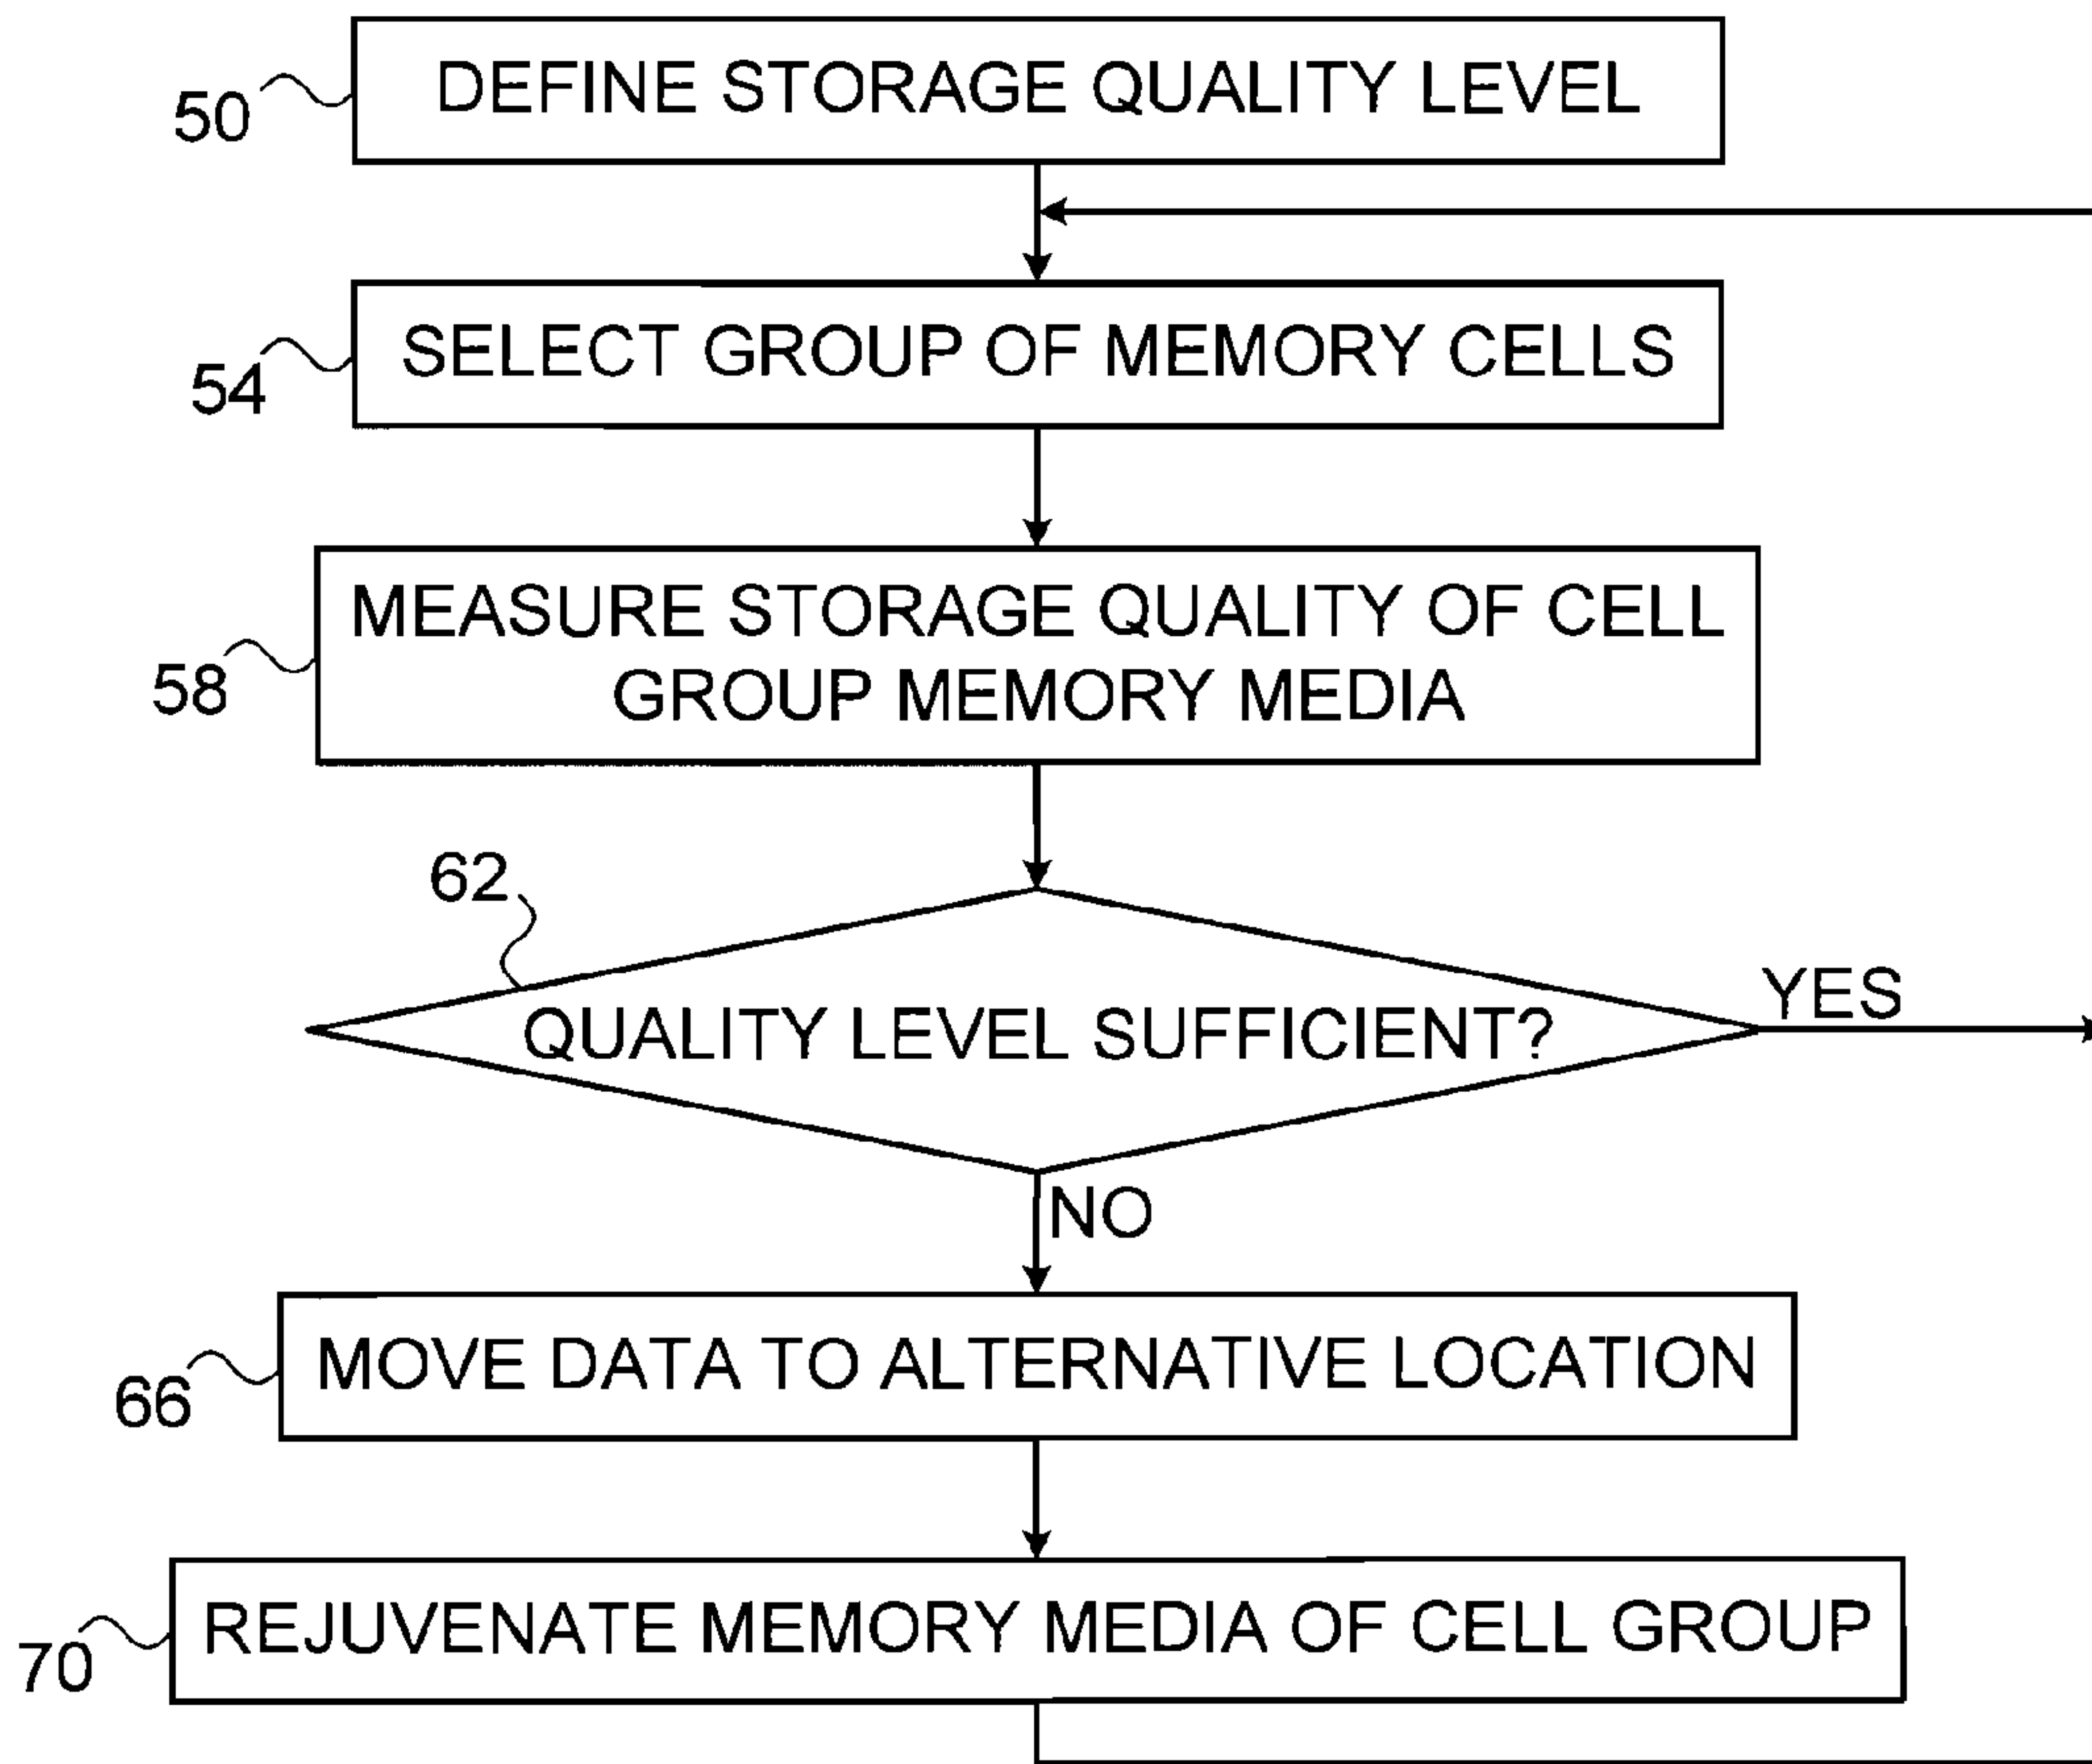 50
DEFINE STORAGE QUALITY LEVEL
54
SELECT GROUP OF MEMORY CELLS
58
MEASURE STORAGE QUALITY OF CELL
GROUP MEMORY MEDIA
62
QUALITY LEVEL SUFFICIENT?
YES
NO
66
MOVE DATA TO ALTERNATIVE LOCATION
70
REJUVENATE MEMORY MEDIA OF CELL GROUP